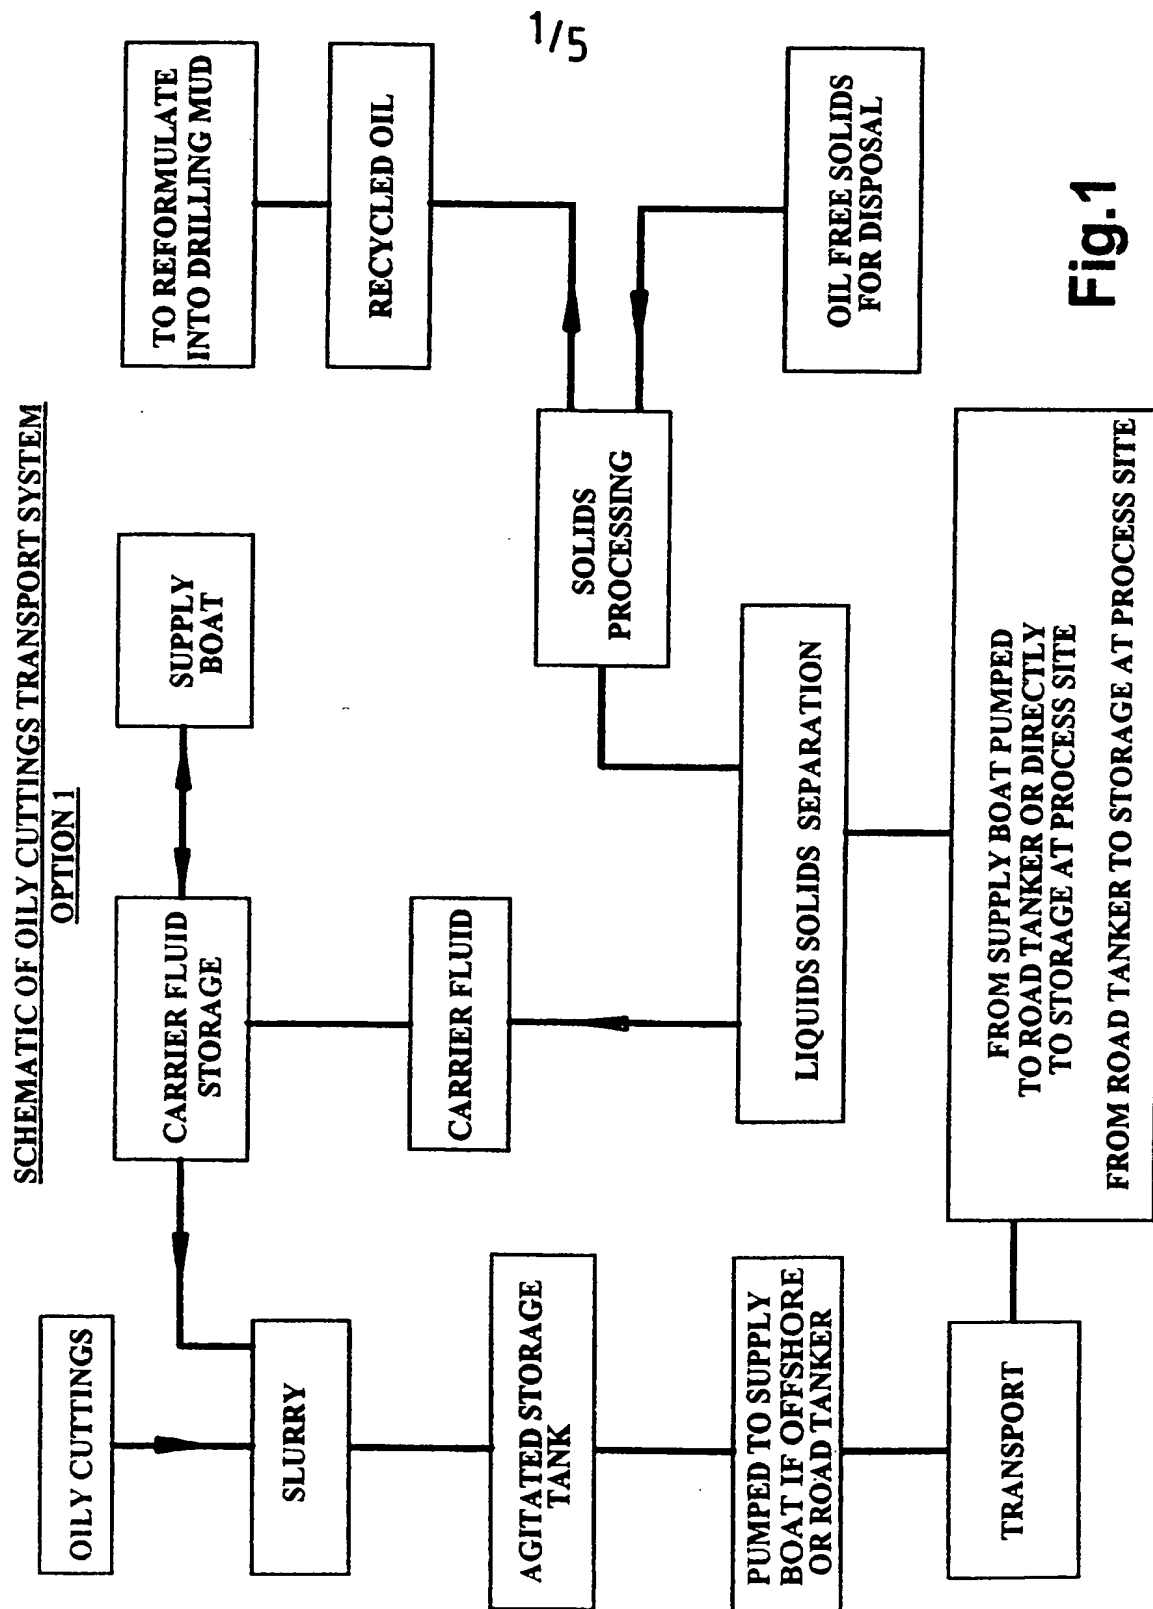 1/5
SCHEMATIC OF OILY CUTTINGS TRANSPORT SYSTEM
OPTION 1
OILY CUTTINGS
SLURRY
AGITATED STORAGE
TANK
PUMPED TO SUPPLY
BOAT IF OFFSHORE
OR ROAD TANKER
TRANSPORT
CARRIER FLUID
STORAGE
SUPPLY
BOAT
CARRIER FLUID
LIQUIDS SOLIDS SEPARATION
FROM SUPPLY BOAT PUMPED
TO ROAD TANKER OR DIRECTLY
TO STORAGE AT PROCESS SITE
FROM ROAD TANKER TO STORAGE AT PROCESS SITE
SOLIDS
PROCESSING
TO REFORMULATE
INTO DRILLING MUD
RECYCLED OIL
OIL FREE SOLIDS
FOR DISPOSAL
Fig.1